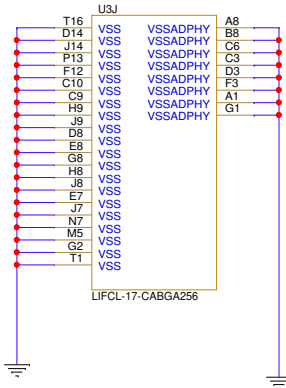 U3J
T16 VSS VSSADPHY A8
D14 VSS VSSADPHY B8
J14 VSS VSSADPHY C6
P13 VSS VSSADPHY C3
F12 VSS VSSADPHY D3
C10 VSS VSSADPHY F3
C9 VSS VSSADPHY A1
H9 VSS VSSADPHY G1
J9 VSS
D8 VSS
E8 VSS
G8 VSS
H8 VSS
J8 VSS
E7 VSS
J7 VSS
N7 VSS
M5 VSS
G2 VSS
T1 VSS
LIFCL-17-CABGA256